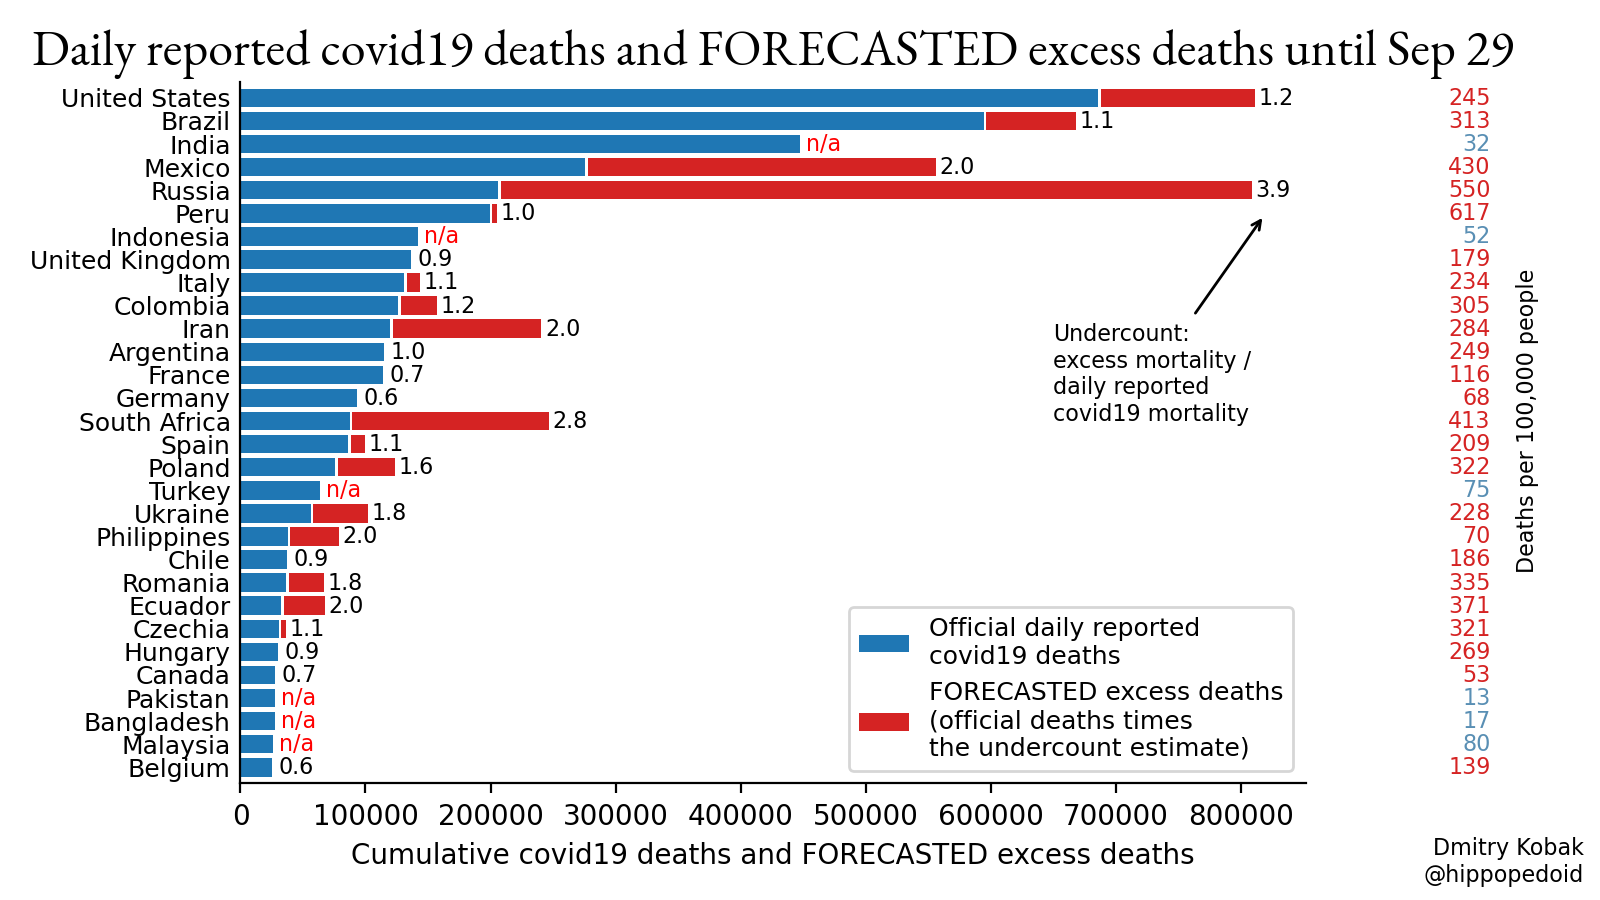 Daily reported covid19 deaths and FORECASTED excess deaths until Sep 29
United States 1.2 245
Brazil 1.1 313
India n/a 32
Mexico 2.0 430
Russia 3.9 550
Peru 1.0 617
Indonesia n/a 52
United Kingdom 0.9 179
Italy 1.1 234
Colombia 1.2 305
Iran 2.0 284
Argentina 1.0 249
France 0.7 116
Germany 0.6 68
South Africa 2.8 413
Spain 1.1 209
Poland 1.6 322
Turkey n/a 75
Ukraine 1.8 228
Philippines 2.0 70
Chile 0.9 186
Romania 1.8 335
Ecuador 2.0 371
Czechia 1.1 321
Hungary 0.9 269
Canada 0.7 53
Pakistan n/a 13
Bangladesh n/a 17
Malaysia n/a 80
Belgium 0.6 139
Undercount:
excess mortality /
daily reported
covid19 mortality
Deaths per 100,000 people
Official daily reported
covid19 deaths
FORECASTED excess deaths
(official deaths times
the undercount estimate)
0 100000 200000 300000 400000 500000 600000 700000 800000
Cumulative covid19 deaths and FORECASTED excess deaths
Dmitry Kobak
@hippopedoid